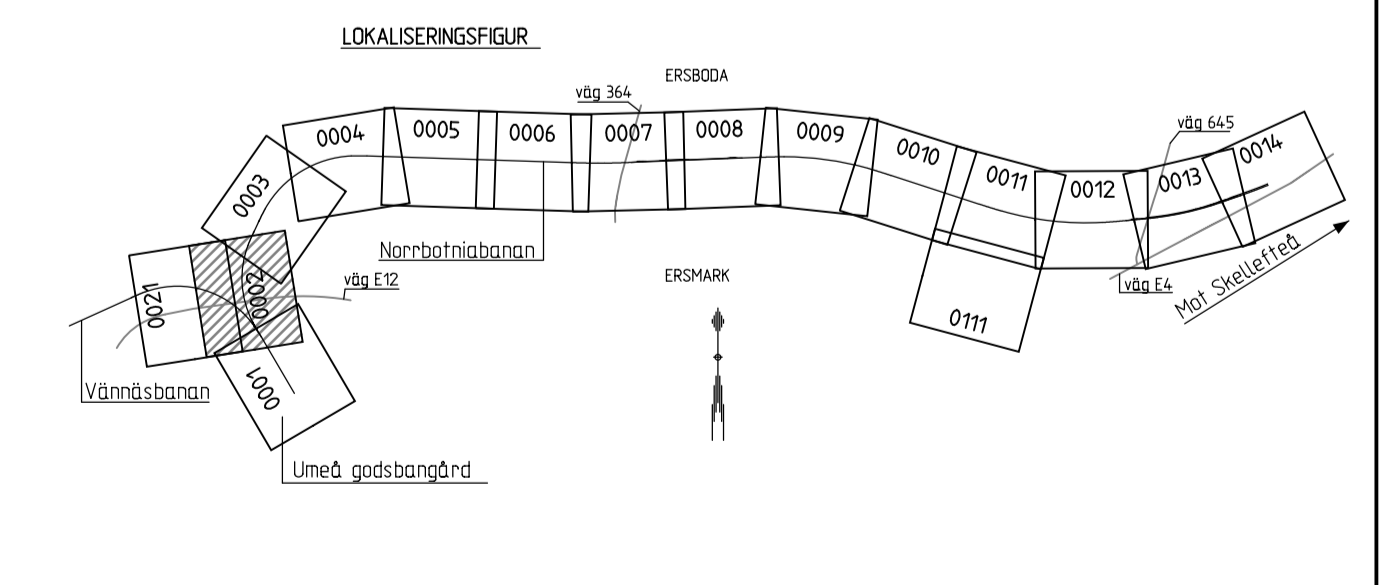 LOKALISERINGSFIGUR
ERSBODA
väg 364
väg 645
0004
0005
0006
0007
0008
0009
0010
0011
0012
0013
0014
0003
Norrbotniabanan
ERSMARK
väg E12
väg E4
Mot Skellefteå
0021
0002
0111
0001
Vännäsbanan
Umeå godsbangård